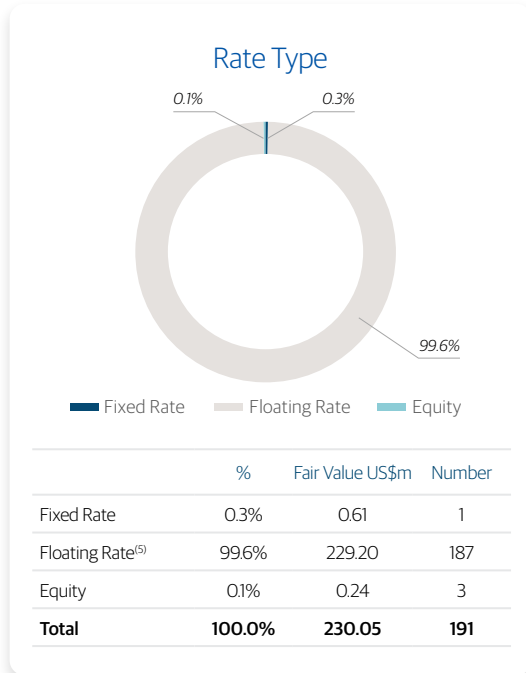 Rate Type
0.1% 0.3%
99.6%
Fixed Rate Floating Rate Equity
% Fair Value US$m Number
Fixed Rate 0.3% 0.61 1
Floating Rate(5) 99.6% 229.20 187
Equity 0.1% 0.24 3
Total 100.0% 230.05 191